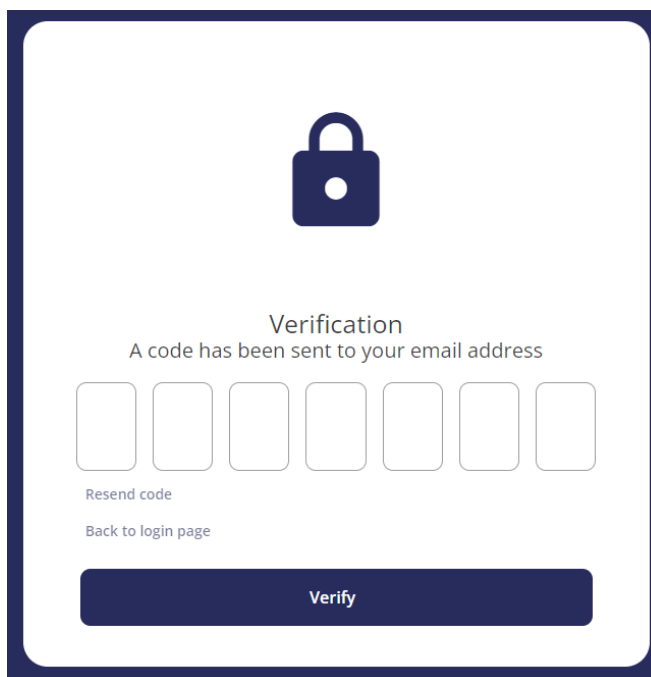 Verification
A code has been sent to your email address
Resend code
Back to login page
Verify